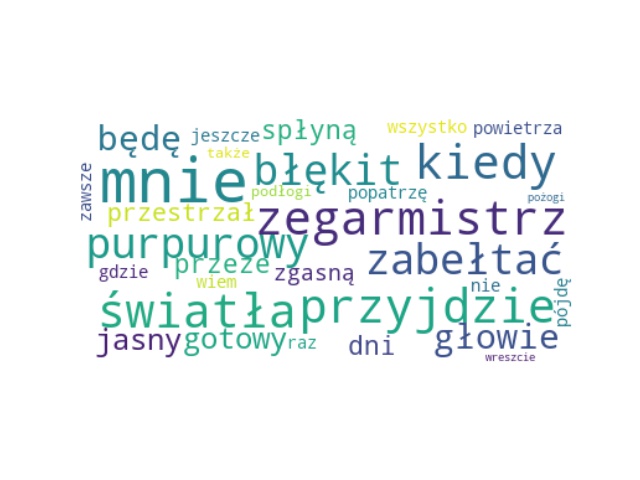 będę jeszcze spłyną wszystko powietrza
także
mnie błękit kiedy
zawsze podłogi popatrzę pożogi
przestrzał zegarmistrz
purpurowy zabełtać
gdzie przeze zgasną
wiem nie
światła przyjdzie pójdę
jasny gotowy raz dni głowie
wreszcie